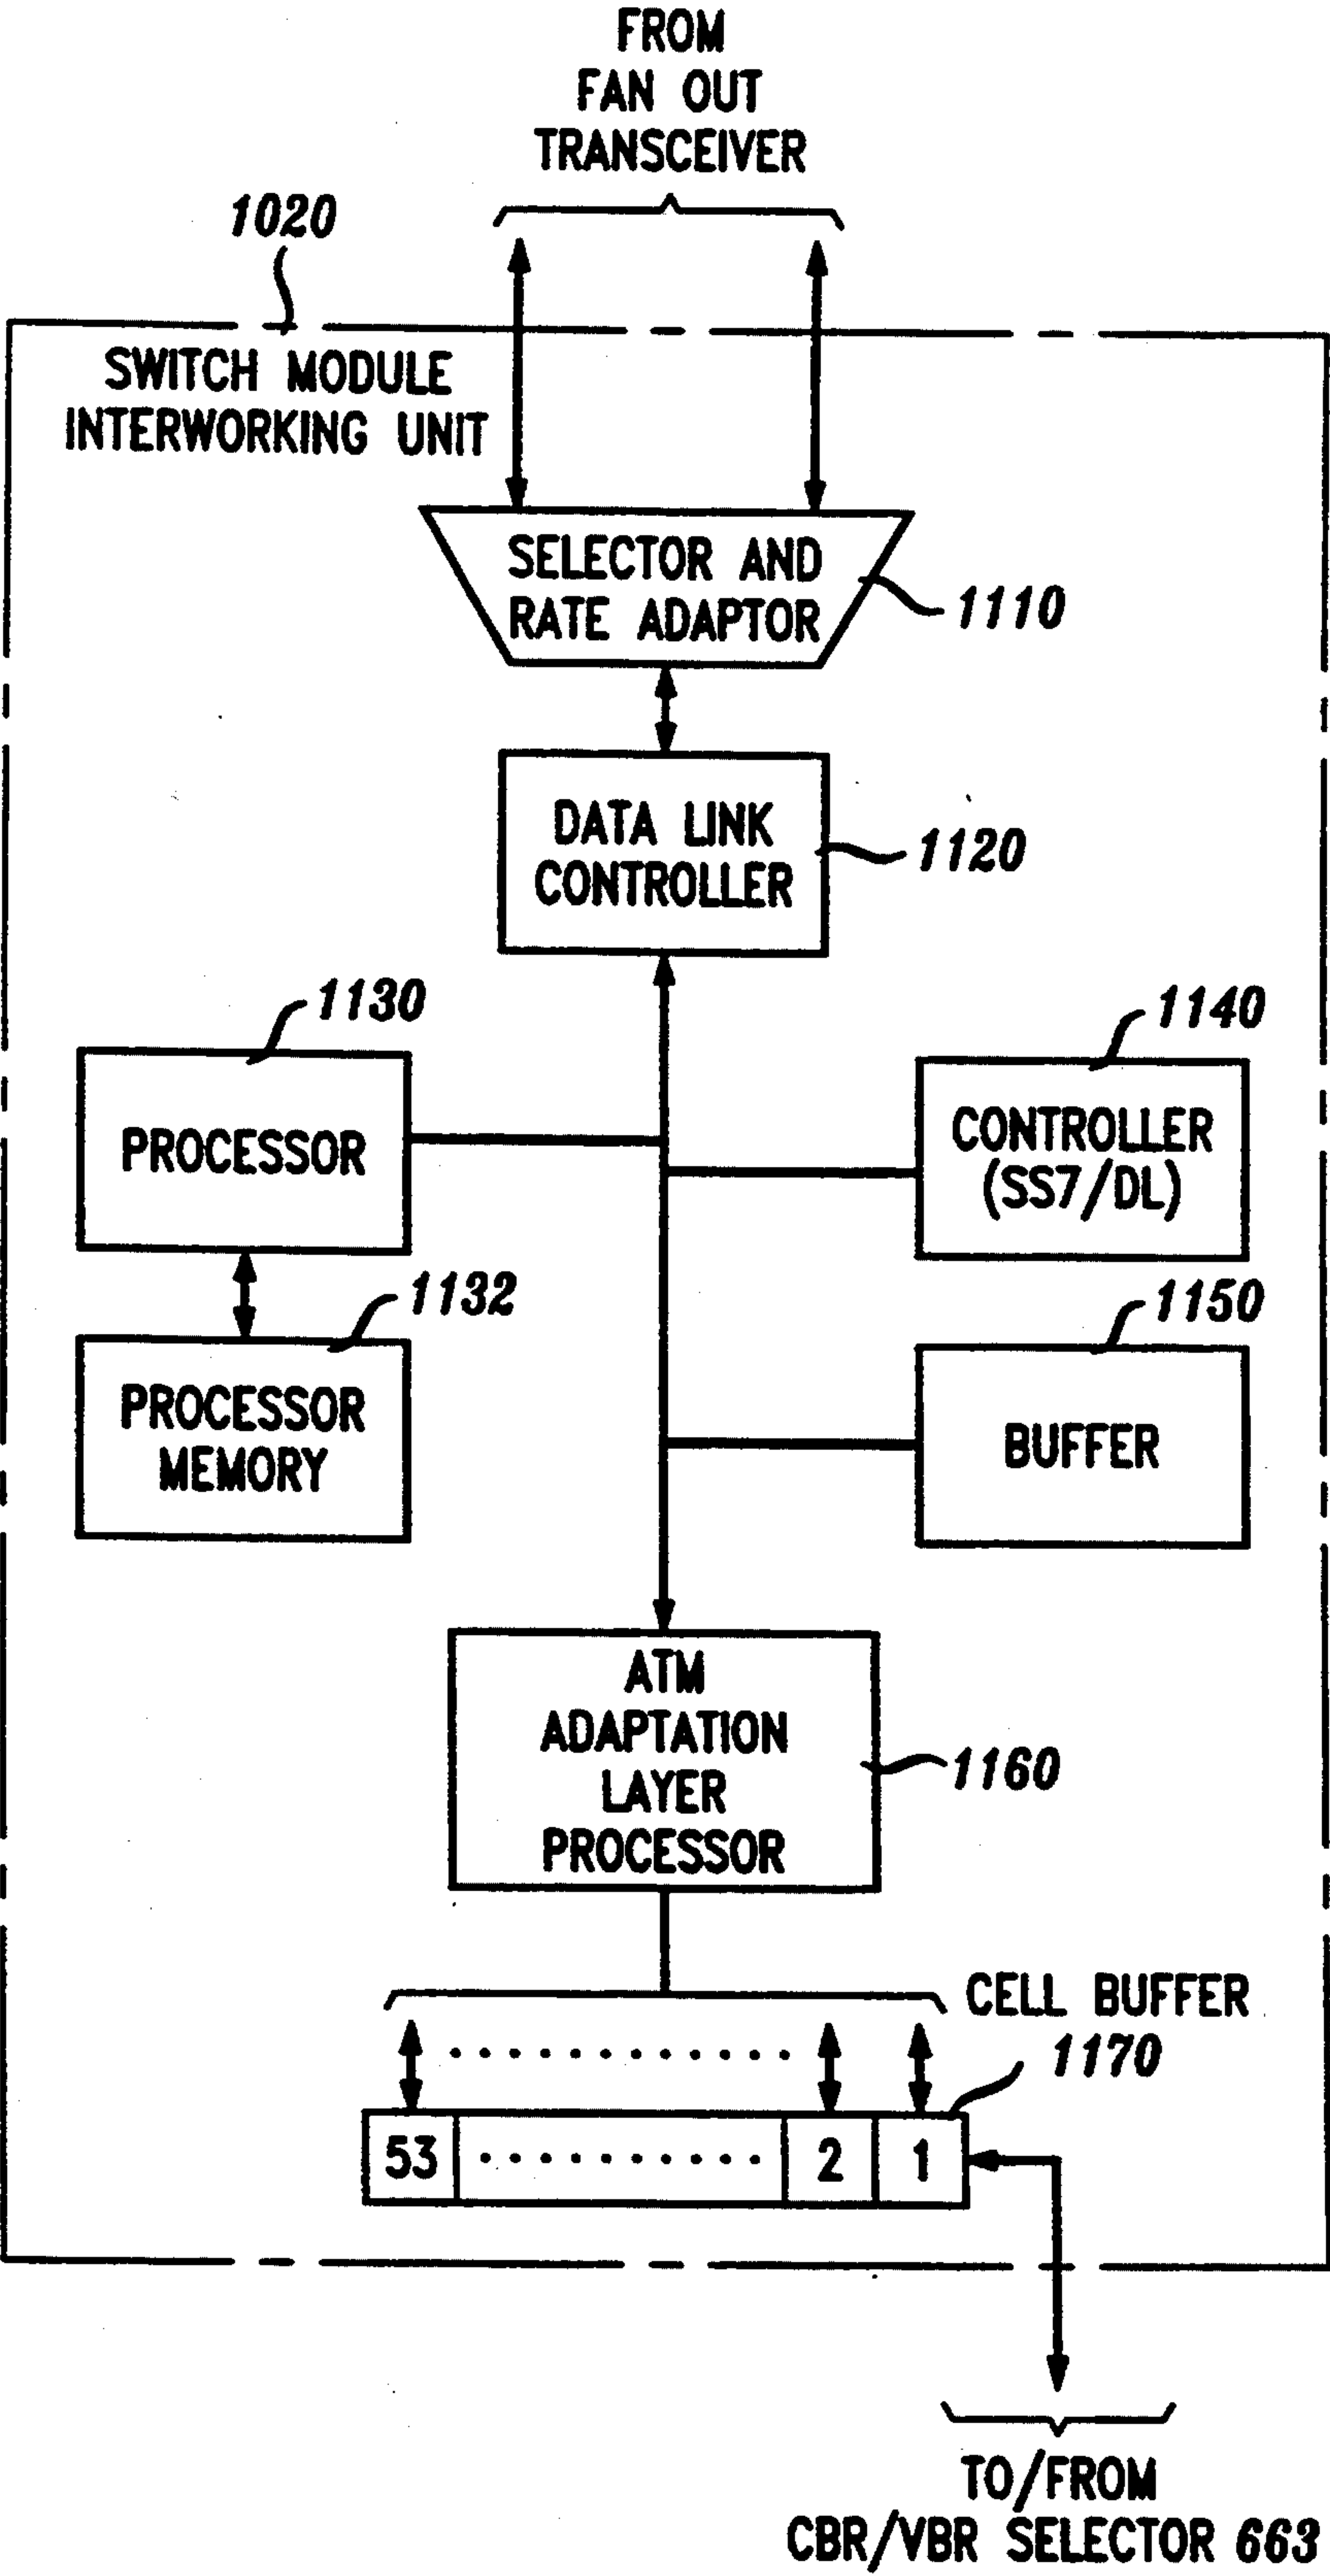 FROM
FAN OUT
TRANSCEIVER
1020
SWITCH MODULE
INTERWORKING UNIT
SELECTOR AND
RATE ADAPTOR
1110
DATA LINK
CONTROLLER
1120
1130
PROCESSOR
1140
CONTROLLER
(SS7/DL)
1132
PROCESSOR
MEMORY
1150
BUFFER
ATM
ADAPTATION
LAYER
PROCESSOR
1160
CELL BUFFER
1170
53 2 1
TO/FROM
CBR/VBR SELECTOR 663